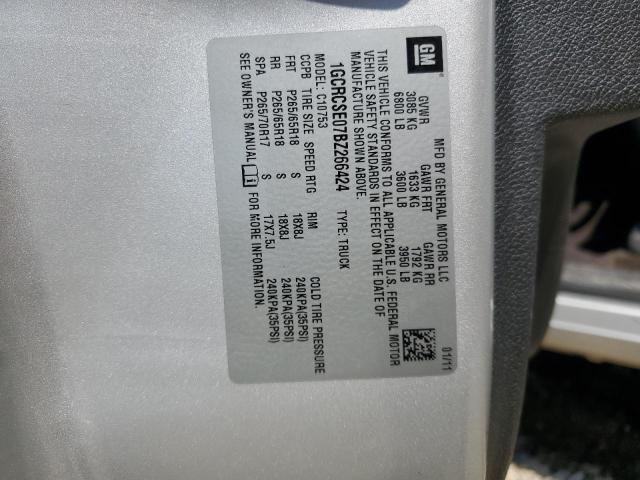 GM
MFD BY GENERAL MOTORS LLC
01/11
GVWR GAWR FRT GAWR RR
3085 KG 1633 KG 1792 KG
6800 LB 3600 LB 3950 LB
THIS VEHICLE CONFORMS TO ALL APPLICABLE U.S. FEDERAL MOTOR
VEHICLE SAFETY STANDARDS IN EFFECT ON THE DATE OF
MANUFACTURE SHOWN ABOVE.
1GCRCSE07BZ266424 TYPE: TRUCK
MODEL: C10753
CCPB TIRE SIZE SPEED RTG RIM COLD TIRE PRESSURE
FRT P265/65R18 S 18X8J 240KPA(35PSI)
RR P265/65R18 S 18X8J 240KPA(35PSI)
SPA P265/70R17 S 17X7.5J 240KPA(35PSI)
SEE OWNER'S MANUAL FOR MORE INFORMATION.